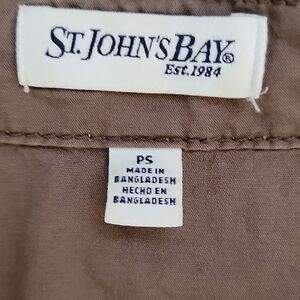 ST. JOHN'S BAY®
EST. 1984
PS
MADE IN
BANGLADESH
HECHO EN
BANGLADESH